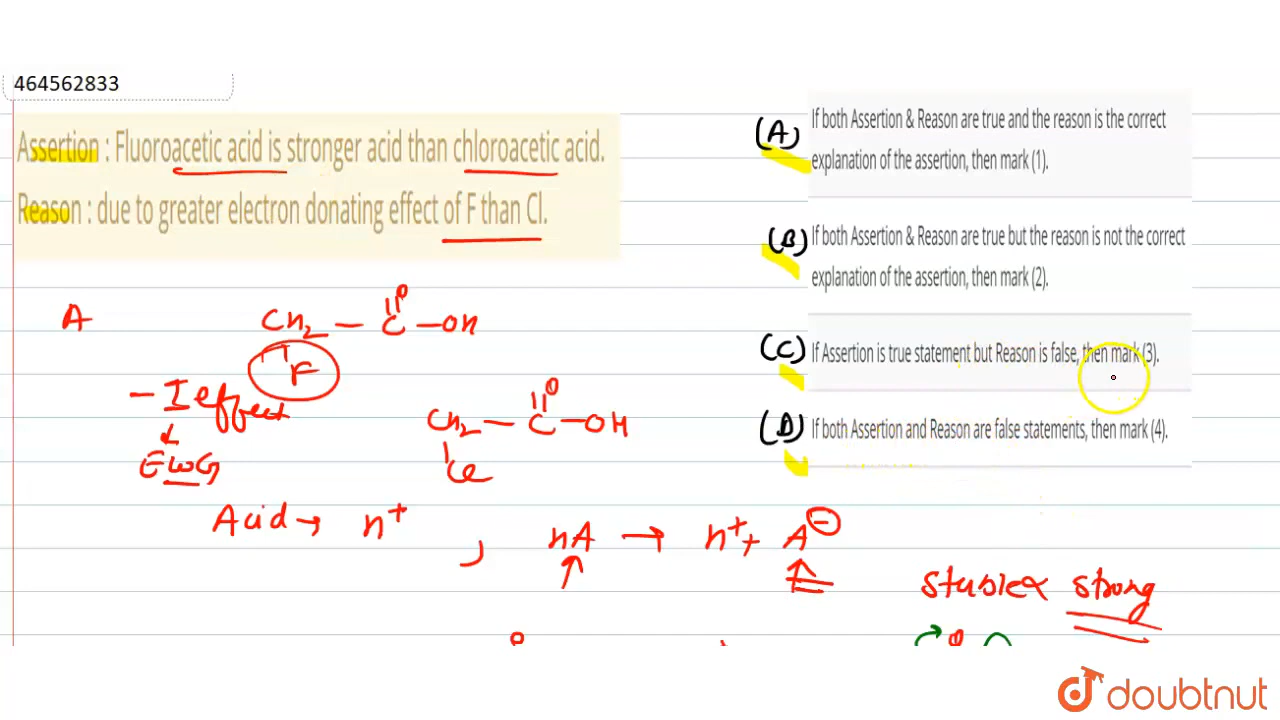 464562833
Assertion : Fluoroacetic acid is stronger acid than chloroacetic acid.
Reason : due to greater electron donating effect of F than Cl.
(A) If both Assertion & Reason are true and the reason is the correct
explanation of the assertion, then mark (1).
(B) If both Assertion & Reason are true but the reason is not the correct
explanation of the assertion, then mark (2).
(C) If Assertion is true statement but Reason is false, then mark (3).
(D) If both Assertion and Reason are false statements, then mark (4).
A
CH2 — C — OH
O
F
– I effect
EWG
CH2 — C — OH
O
Cl
Acid → H+
, HA → H+ + A−
stable ∝ strong
doubtnut